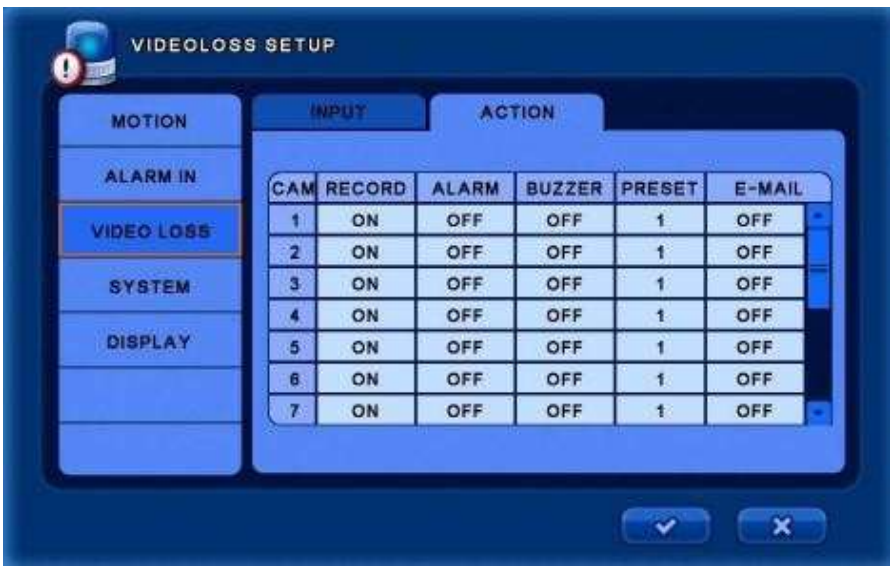 VIDEOLOSS SETUP
MOTION
ALARM IN
VIDEO LOSS
SYSTEM
DISPLAY
INPUT ACTION
CAM RECORD ALARM BUZZER PRESET E-MAIL
1 ON OFF OFF 1 OFF
2 ON OFF OFF 1 OFF
3 ON OFF OFF 1 OFF
4 ON OFF OFF 1 OFF
5 ON OFF OFF 1 OFF
6 ON OFF OFF 1 OFF
7 ON OFF OFF 1 OFF